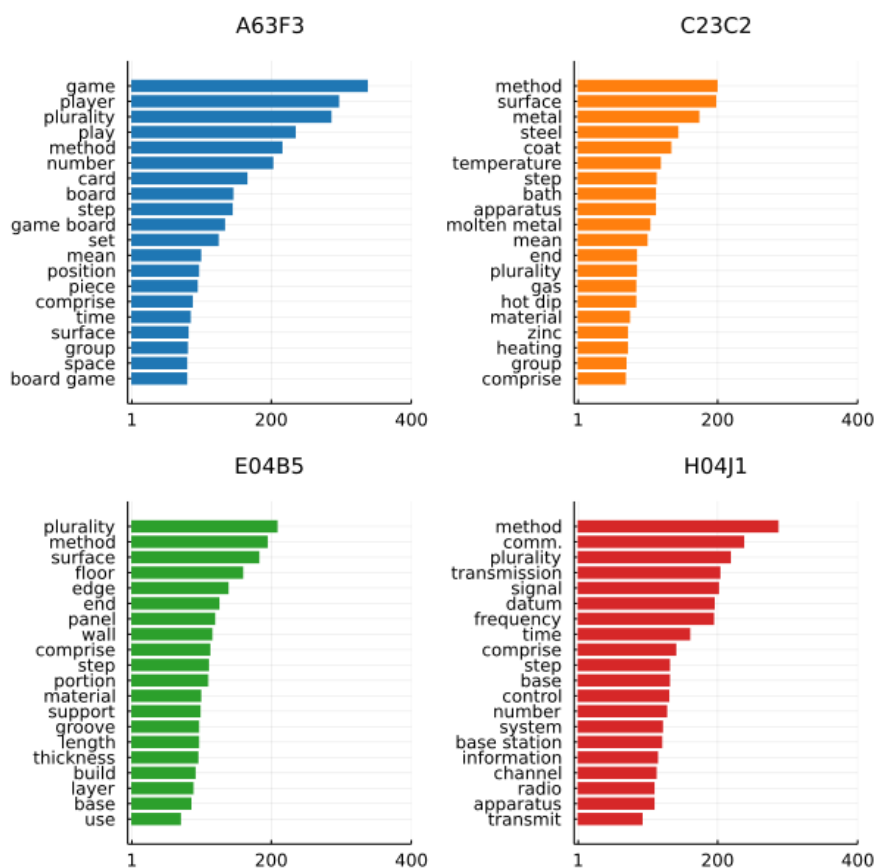 A63F3
game
player
plurality
play
method
number
card
board
step
game board
set
mean
position
piece
comprise
time
surface
group
space
board game
1 200 400
C23C2
method
surface
metal
steel
coat
temperature
step
bath
apparatus
molten metal
mean
end
plurality
gas
hot dip
material
zinc
heating
group
comprise
1 200 400
E04B5
plurality
method
surface
floor
edge
end
panel
wall
comprise
step
portion
material
support
groove
length
thickness
build
layer
base
use
1 200 400
H04J1
method
comm.
plurality
transmission
signal
datum
frequency
time
comprise
step
base
control
number
system
base station
information
channel
radio
apparatus
transmit
1 200 400